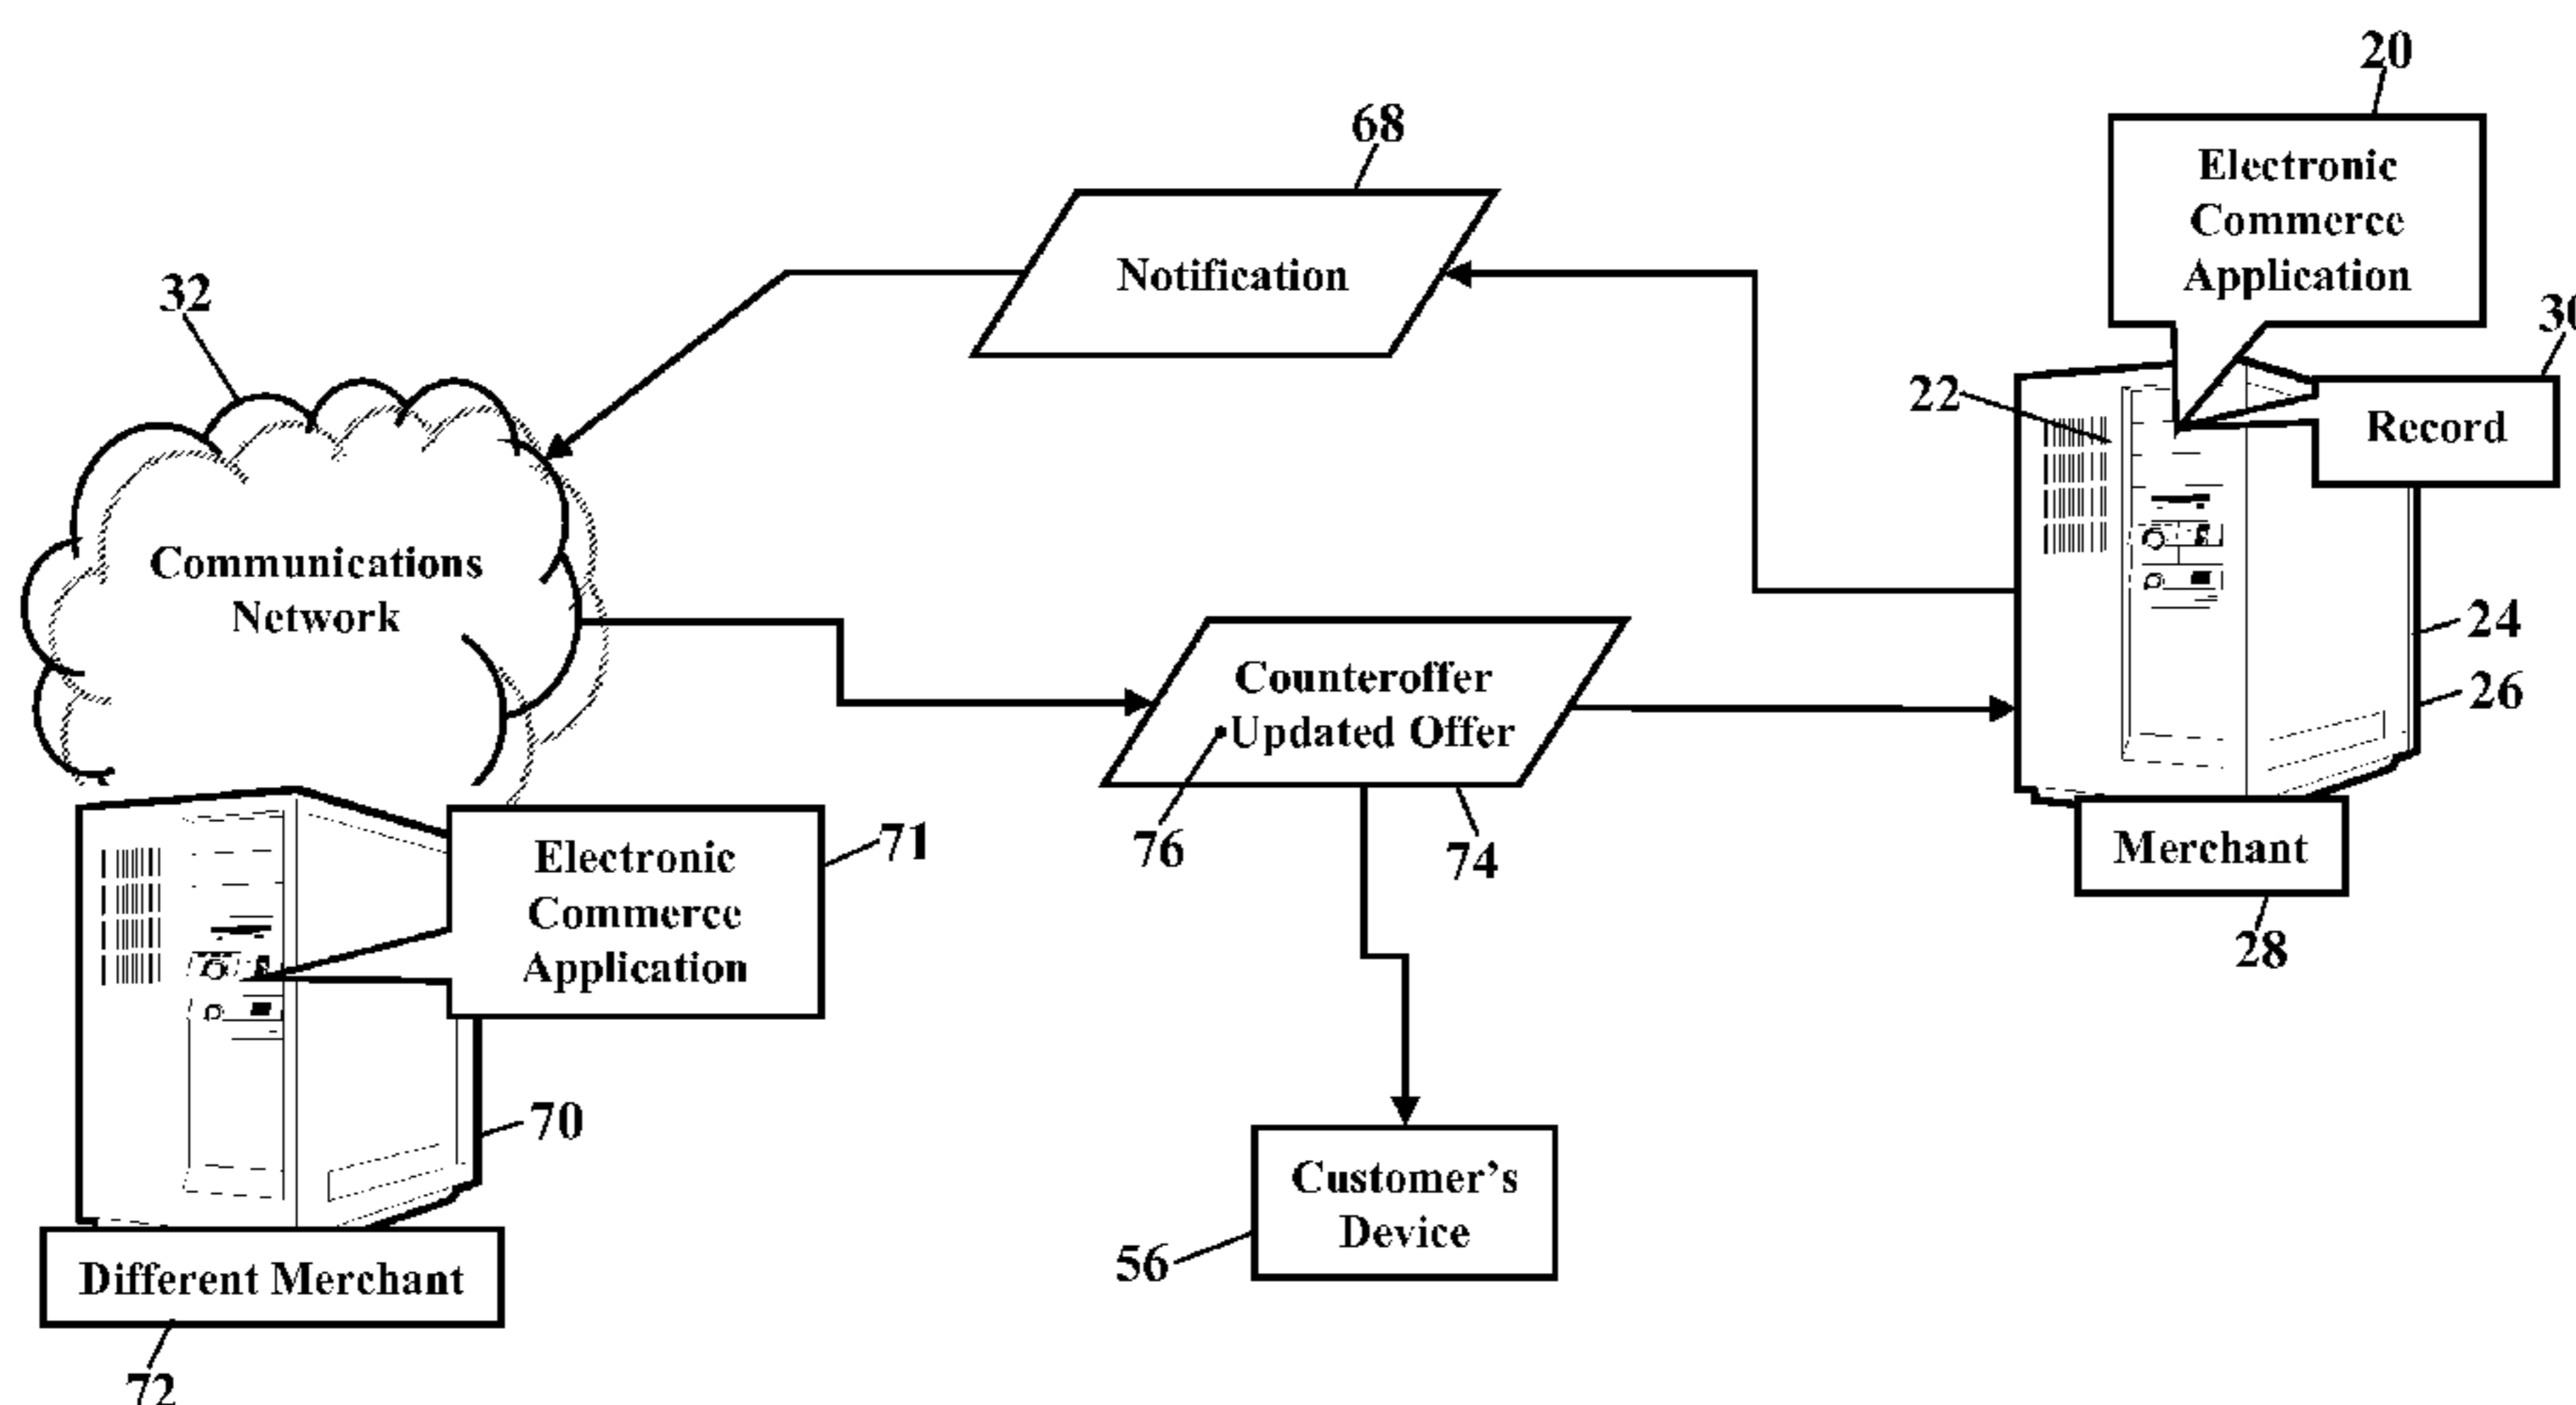 20
68
Electronic
Commerce
Application
Notification
32
30
22
Record
Communications
Network
24
Counteroffer
•Updated Offer
26
76
74
71
Merchant
Electronic
Commerce
Application
28
70
Customer's
Device
56
Different Merchant
72